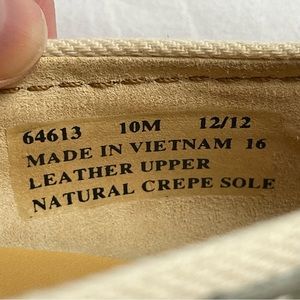 64613 10M 12/12
MADE IN VIETNAM 16
LEATHER UPPER
NATURAL CREPE SOLE